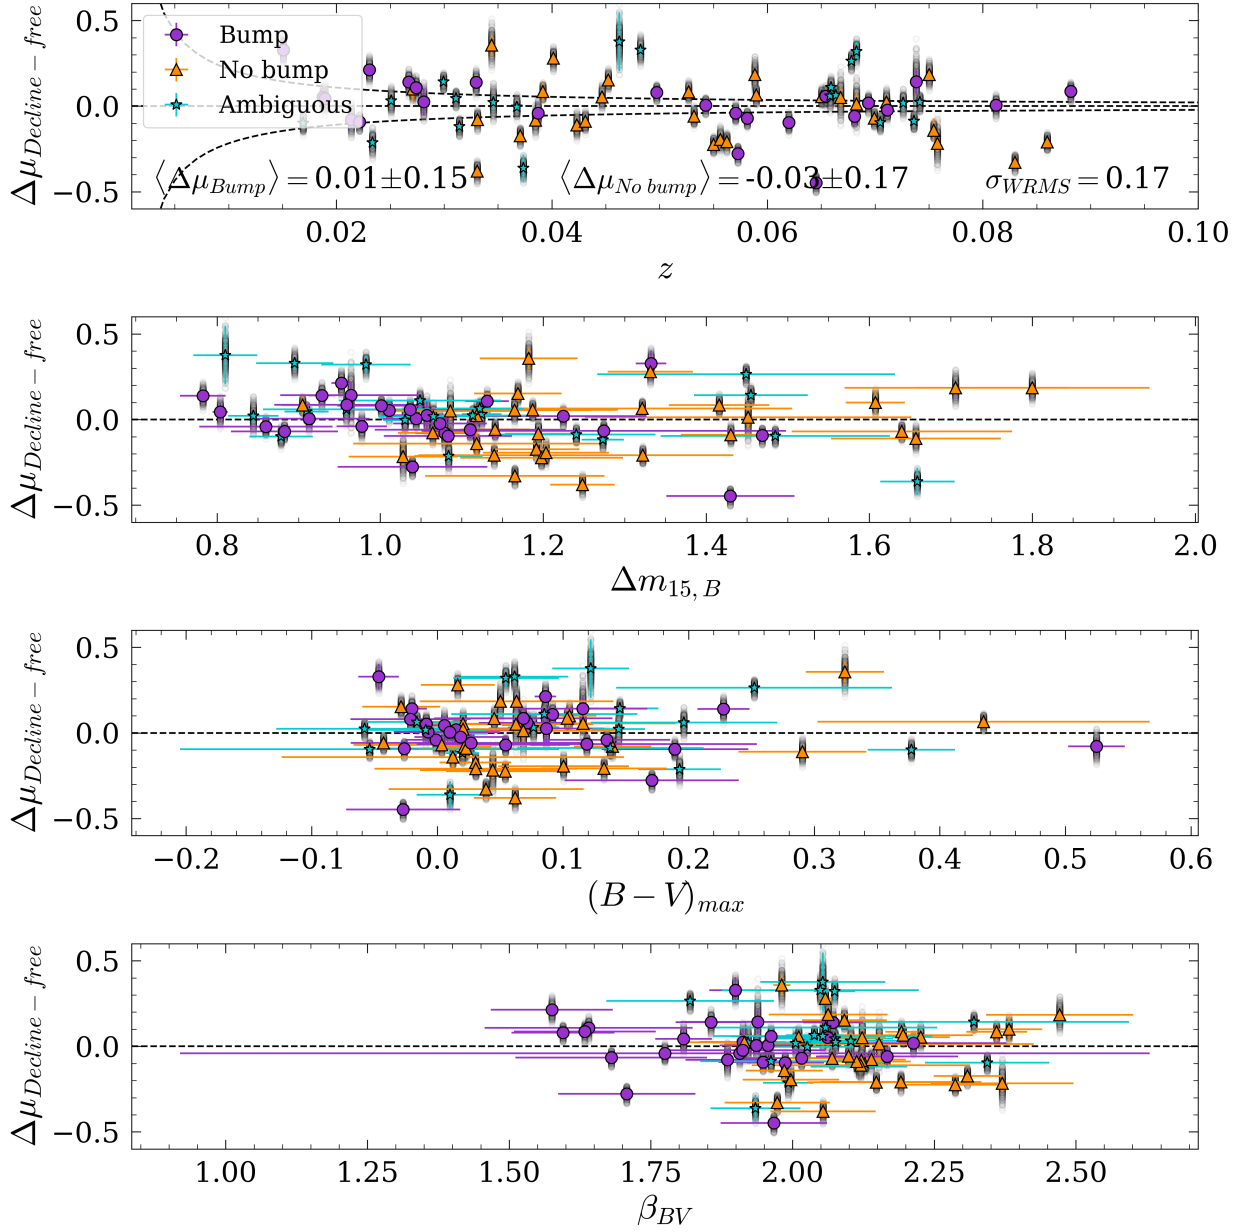 Δμ_Decline−free
0.5
0.0
−0.5
Bump
No bump
Ambiguous
⟨Δμ_Bump⟩ = 0.01±0.15
⟨Δμ_No bump⟩ = -0.03±0.17
σ_WRMS = 0.17
0.02 0.04 0.06 0.08 0.10
z
Δμ_Decline−free
0.5
0.0
−0.5
0.8 1.0 1.2 1.4 1.6 1.8 2.0
Δm_15, B
Δμ_Decline−free
0.5
0.0
−0.5
−0.2 −0.1 0.0 0.1 0.2 0.3 0.4 0.5 0.6
(B − V)_max
Δμ_Decline−free
0.5
0.0
−0.5
1.00 1.25 1.50 1.75 2.00 2.25 2.50
β_BV